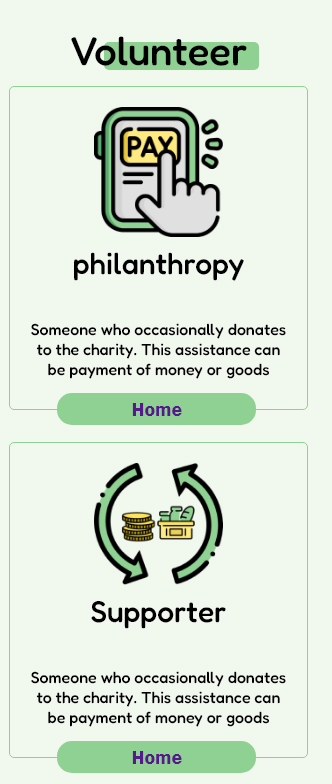 Volunteer
PAY
philanthropy
Someone who occasionally donates
to the charity. This assistance can
be payment of money or goods
Home
Supporter
Someone who occasionally donates
to the charity. This assistance can
be payment of money or goods
Home